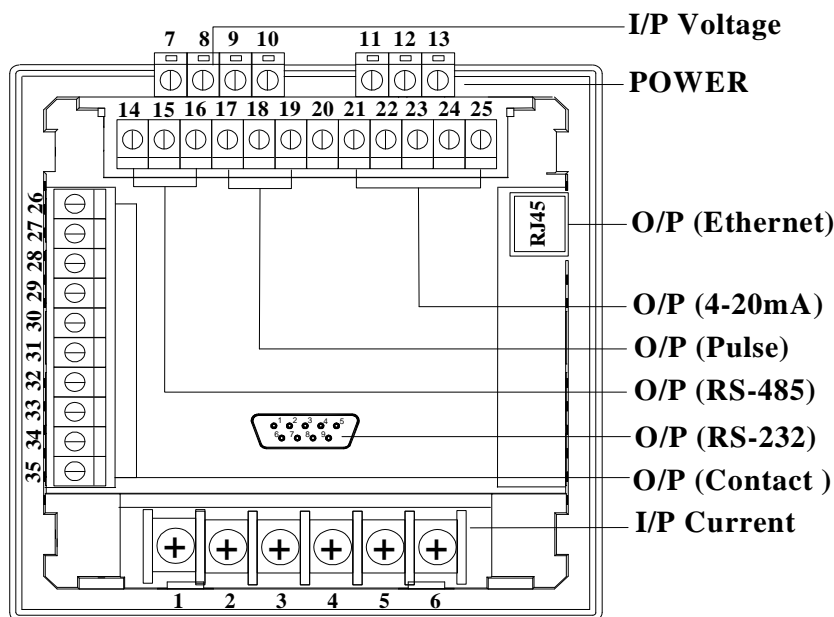 I/P Voltage
7 8 9 10 11 12 13
POWER
14 15 16 17 18 19 20 21 22 23 24 25
26
27
28
29
30
31
32
33
34
35
RJ45
O/P (Ethernet)
O/P (4-20mA)
O/P (Pulse)
O/P (RS-485)
1 2 3 4 5
6 7 8 9
O/P (RS-232)
O/P (Contact )
I/P Current
1 2 3 4 5 6